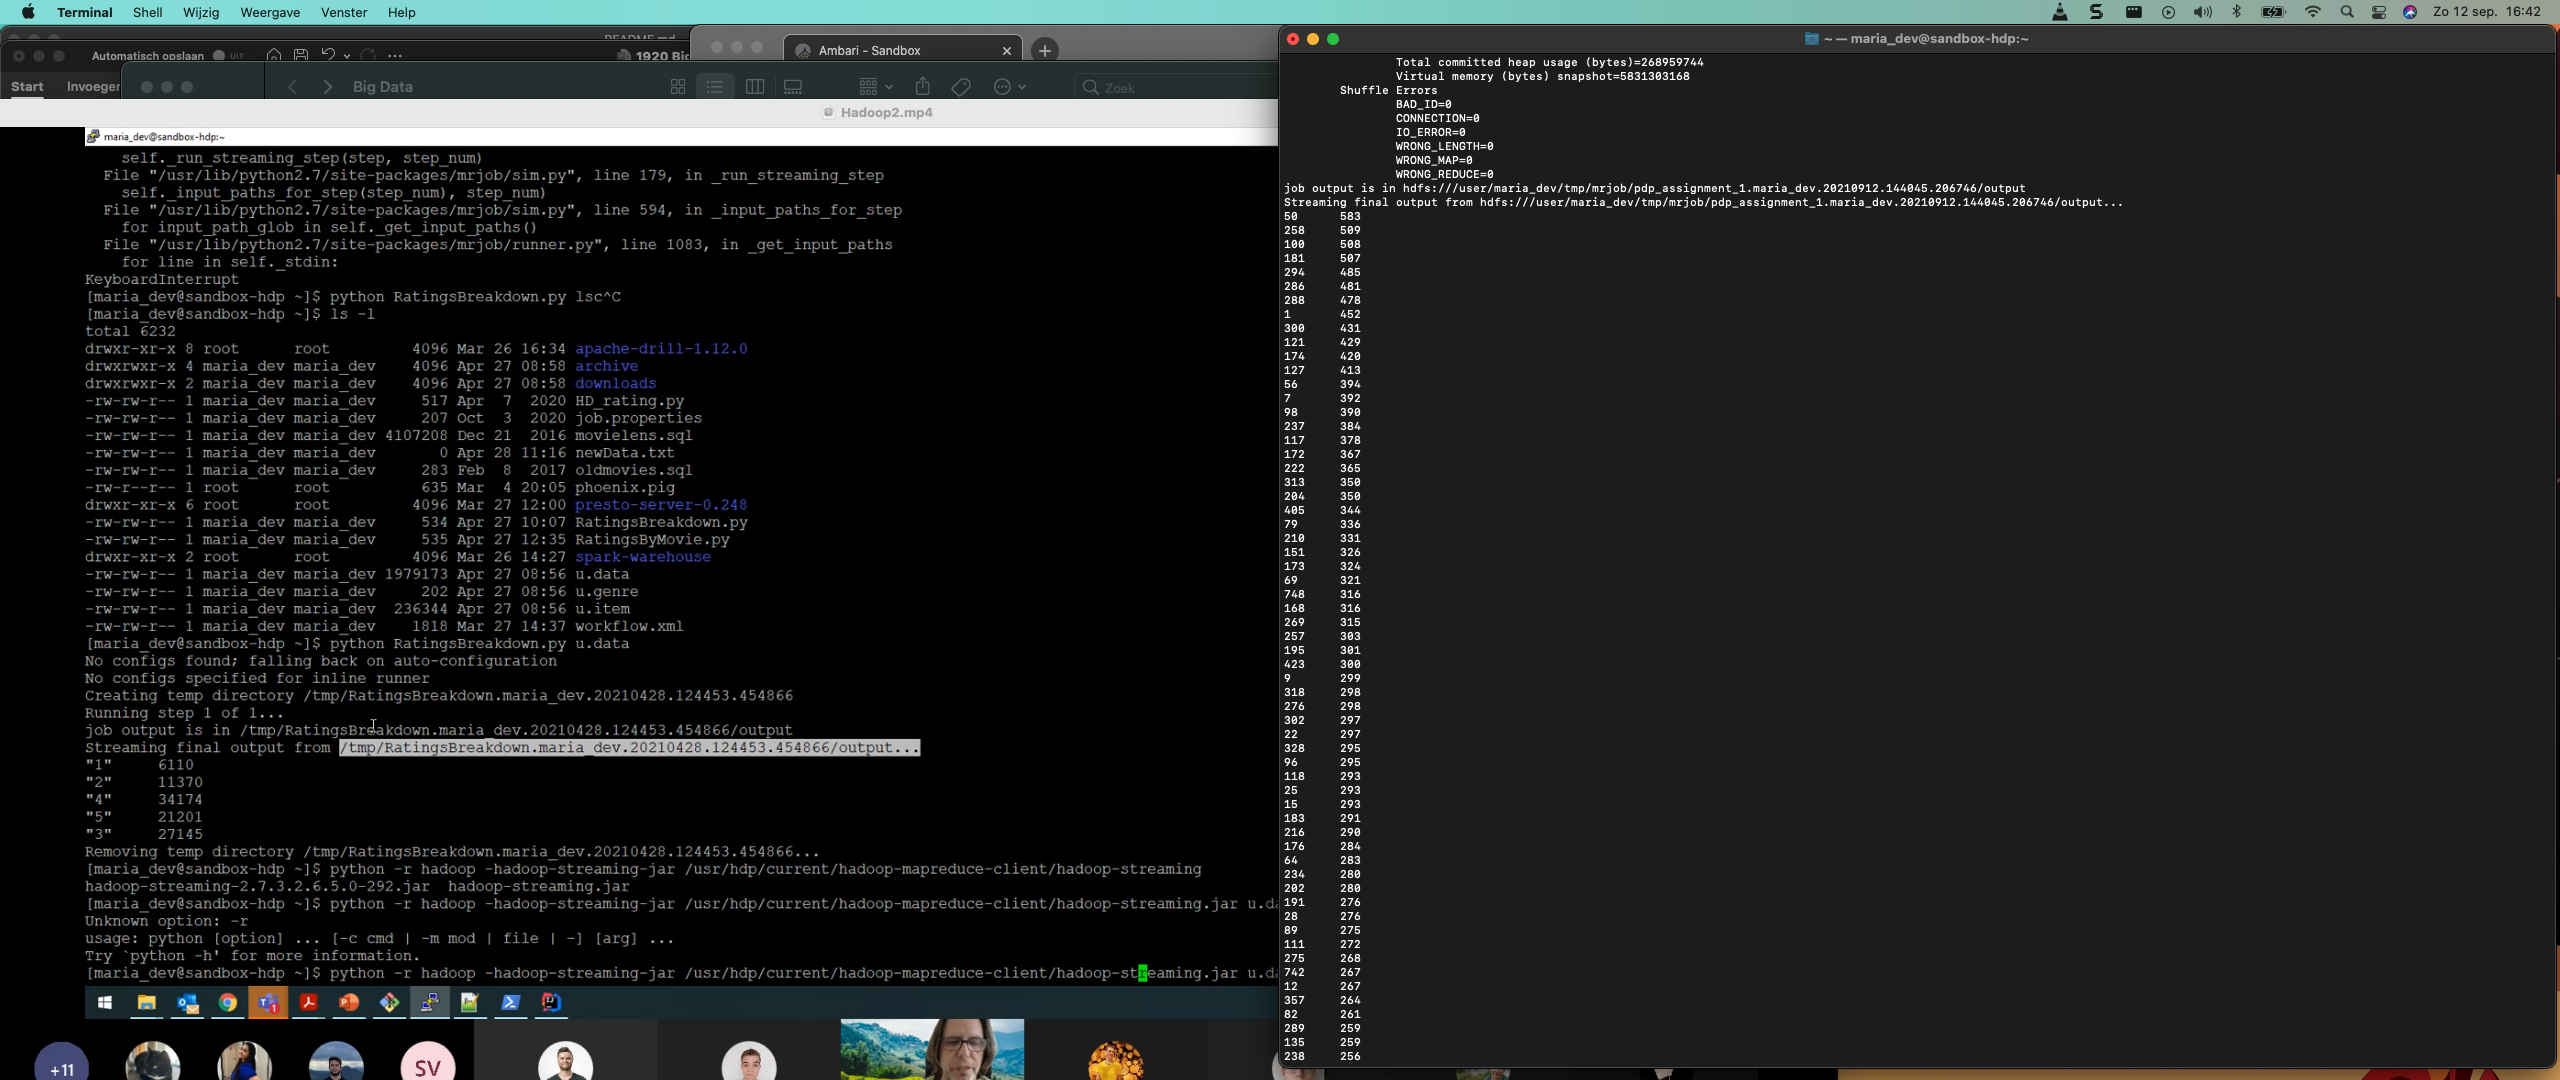 Terminal Shell Wijzig Weergave Venster Help
Zo 12 sep. 16:42
README.md
Automatisch opslaan UIT
Ambari - Sandbox
Start
Big Data
Zoek
Hadoop2.mp4
maria_dev@sandbox-hdp:~
self._run_streaming_step(step, step_num)
File "/usr/lib/python2.7/site-packages/mrjob/sim.py", line 179, in _run_streaming_step
self._input_paths_for_step(step_num), step_num)
File "/usr/lib/python2.7/site-packages/mrjob/sim.py", line 594, in _input_paths_for_step
for input_path_glob in self._get_input_paths()
File "/usr/lib/python2.7/site-packages/mrjob/runner.py", line 1083, in _get_input_paths
for line in self._stdin:
KeyboardInterrupt
[maria_dev@sandbox-hdp ~]$ python RatingsBreakdown.py lsc^C
[maria_dev@sandbox-hdp ~]$ ls -l
total 6232
drwxr-xr-x 8 root root 4096 Mar 26 16:34 apache-drill-1.12.0
drwxrwxr-x 4 maria_dev maria_dev 4096 Apr 27 08:58 archive
drwxrwxr-x 2 maria_dev maria_dev 4096 Apr 27 08:58 downloads
-rw-rw-r-- 1 maria_dev maria_dev 517 Apr 7 2020 HD_rating.py
-rw-rw-r-- 1 maria_dev maria_dev 207 Oct 3 2020 job.properties
-rw-rw-r-- 1 maria_dev maria_dev 4107208 Dec 21 2016 movielens.sql
-rw-rw-r-- 1 maria_dev maria_dev 0 Apr 28 11:16 newData.txt
-rw-rw-r-- 1 maria_dev maria_dev 283 Feb 8 2017 oldmovies.sql
-rw-r--r-- 1 root root 635 Mar 4 20:05 phoenix.pig
drwxr-xr-x 6 root root 4096 Mar 27 12:00 presto-server-0.248
-rw-rw-r-- 1 maria_dev maria_dev 534 Apr 27 10:07 RatingsBreakdown.py
-rw-rw-r-- 1 maria_dev maria_dev 535 Apr 27 12:35 RatingsByMovie.py
drwxr-xr-x 2 root root 4096 Mar 26 14:27 spark-warehouse
-rw-rw-r-- 1 maria_dev maria_dev 1979173 Apr 27 08:56 u.data
-rw-rw-r-- 1 maria_dev maria_dev 202 Apr 27 08:56 u.genre
-rw-rw-r-- 1 maria_dev maria_dev 236344 Apr 27 08:56 u.item
-rw-rw-r-- 1 maria_dev maria_dev 1818 Mar 27 14:37 workflow.xml
[maria_dev@sandbox-hdp ~]$ python RatingsBreakdown.py u.data
No configs found; falling back on auto-configuration
No configs specified for inline runner
Creating temp directory /tmp/RatingsBreakdown.maria_dev.20210428.124453.454866
Running step 1 of 1...
job output is in /tmp/RatingsBreakdown.maria_dev.20210428.124453.454866/output
Streaming final output from /tmp/RatingsBreakdown.maria_dev.20210428.124453.454866/output...
"1" 6110
"2" 11370
"4" 34174
"5" 21201
"3" 27145
Removing temp directory /tmp/RatingsBreakdown.maria_dev.20210428.124453.454866...
[maria_dev@sandbox-hdp ~]$ python -r hadoop -hadoop-streaming-jar /usr/hdp/current/hadoop-mapreduce-client/hadoop-streaming
hadoop-streaming-2.7.3.2.6.5.0-292.jar hadoop-streaming.jar
[maria_dev@sandbox-hdp ~]$ python -r hadoop -hadoop-streaming-jar /usr/hdp/current/hadoop-mapreduce-client/hadoop-streaming.jar
Unknown option: -r
usage: python [option] ... [-c cmd | -m mod | file | -] [arg] ...
Try `python -h' for more information.
[maria_dev@sandbox-hdp ~]$ python -r hadoop -hadoop-streaming-jar /usr/hdp/current/hadoop-mapreduce-client/hadoop-streaming.jar
+11
SV
~ — maria_dev@sandbox-hdp:~
Total committed heap usage (bytes)=268959744
Virtual memory (bytes) snapshot=5831303168
Shuffle Errors
BAD_ID=0
CONNECTION=0
IO_ERROR=0
WRONG_LENGTH=0
WRONG_MAP=0
WRONG_REDUCE=0
job output is in hdfs:///user/maria_dev/tmp/mrjob/pdp_assignment_1.maria_dev.20210912.144045.206746/output
Streaming final output from hdfs:///user/maria_dev/tmp/mrjob/pdp_assignment_1.maria_dev.20210912.144045.206746/output...
50 583
258 509
100 508
181 507
294 485
286 481
288 478
1 452
300 431
121 429
174 420
127 413
56 394
7 392
98 390
237 384
117 378
172 367
222 365
313 350
204 350
405 344
79 336
210 331
151 326
173 324
69 321
748 316
168 316
269 315
257 303
195 301
423 300
9 299
318 298
276 298
302 297
22 297
328 295
96 295
118 293
25 293
15 293
183 291
216 290
176 284
64 283
234 280
202 280
191 276
28 276
89 275
111 272
275 268
742 267
12 267
357 264
82 261
289 259
135 259
238 256